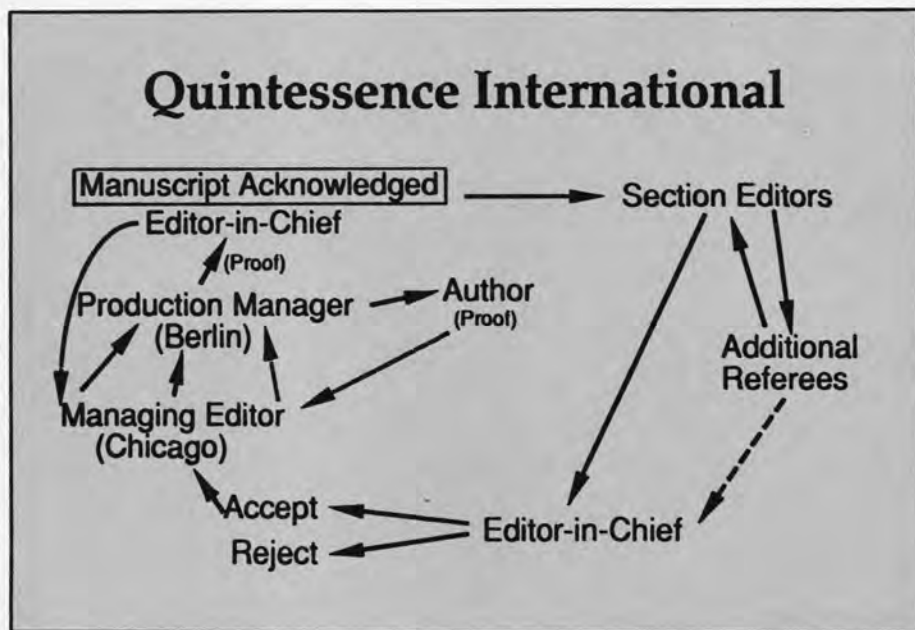 Quintessence International
Manuscript Acknowledged
Section Editors
Editor-in-Chief
(Proof)
Production Manager
(Berlin)
Author
(Proof)
Additional
Referees
Managing Editor
(Chicago)
Accept
Reject
Editor-in-Chief